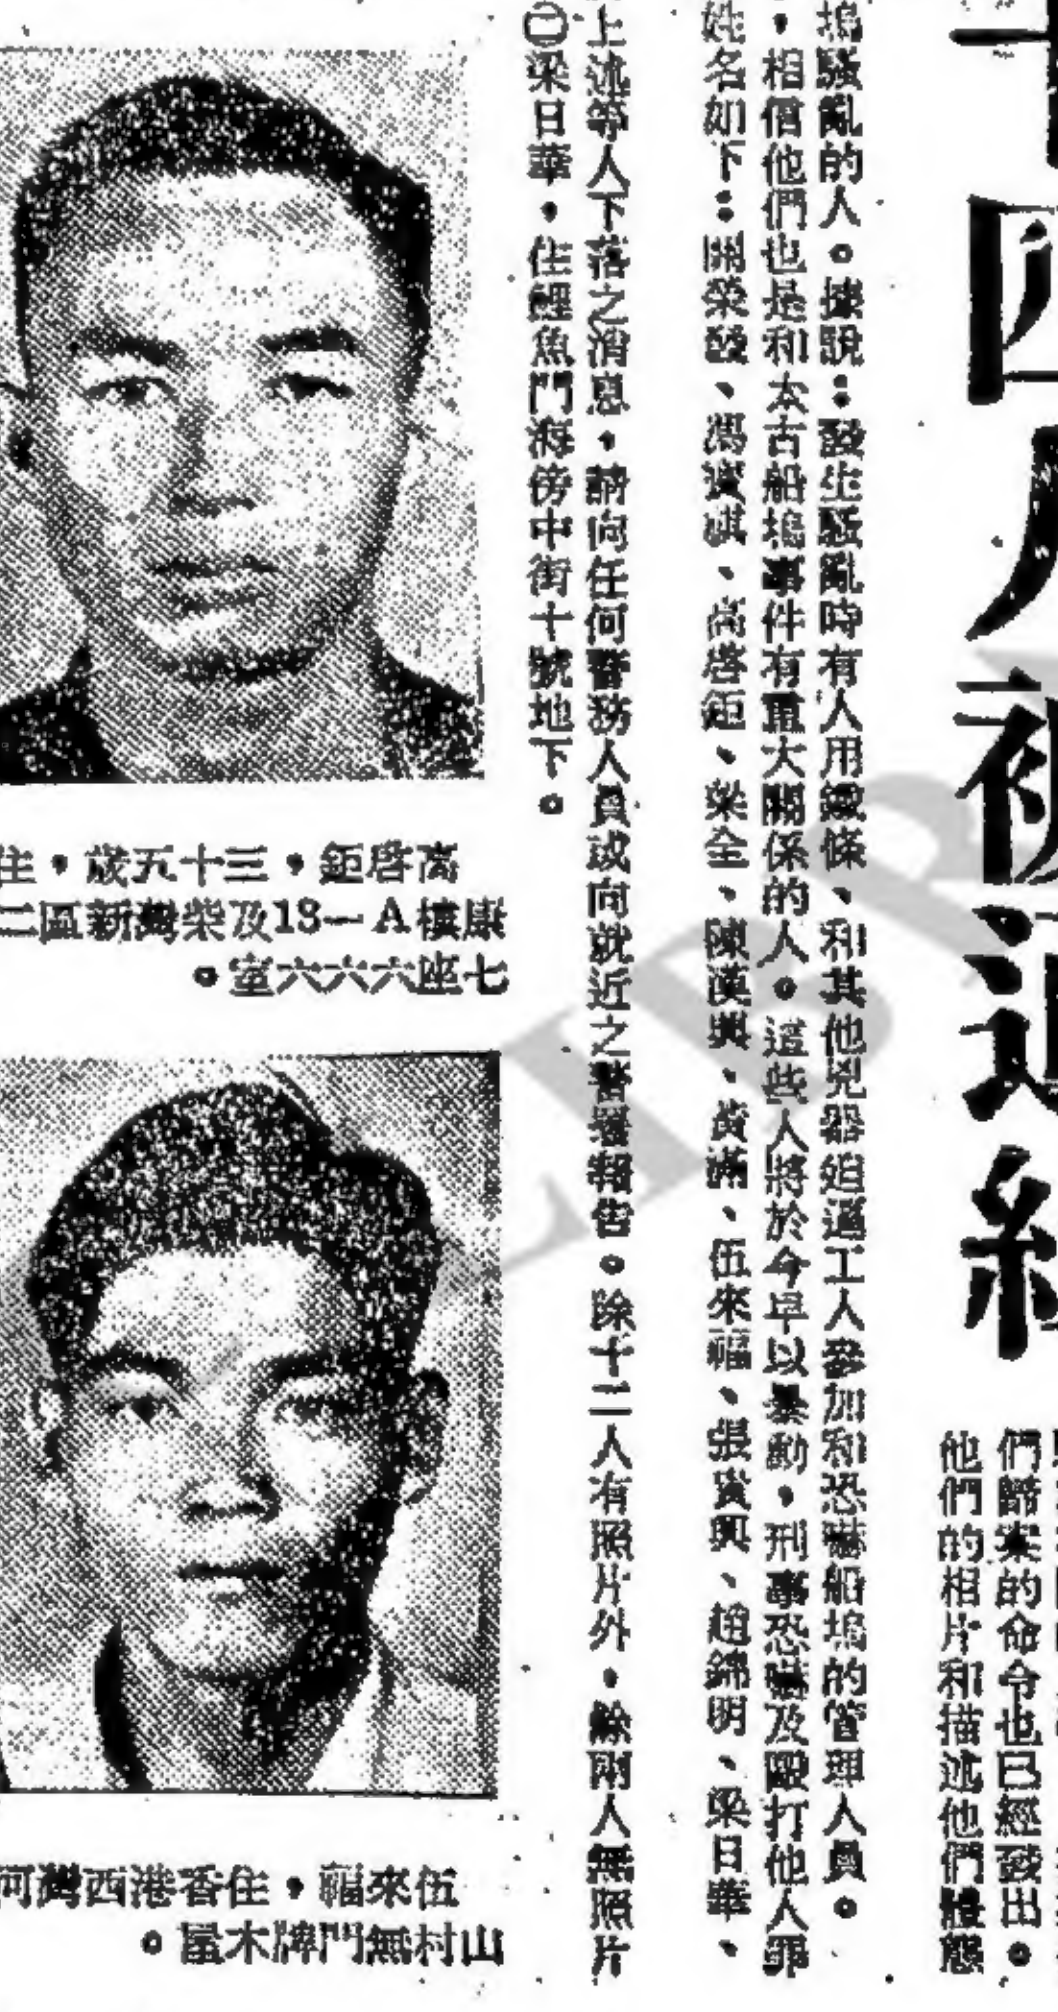 十四人被通緝
們歸案的命令也已經發出。
他們的相片和描述他們體態
塢騷亂的人。據說：發生騷亂時有人用鐵條、和其他兇器迫逼工人參加和恐嚇船塢的管理人員。
，相信他們也是和太古船塢事件有重大關係的人。這些人將於今早以暴動，刑事恐嚇及毆打他人罪
姓名如下：關榮發、馮寶祺、高啓鉅、梁全、陳漢興、黃滿、伍來福、張貴興、趙錦明、梁日華、
上述等人下落之消息，請向任何警務人員或向就近之警署報告。除十二人有照片外，餘兩人無照片
㊁梁日華，住鯉魚門海傍中街十號地下。
高啓鉅，三十五歲，住
康樓A一13及柴灣新區二
七座六六六室。
伍來福，住香港西灣河
山村無門牌木屋。
LIBR